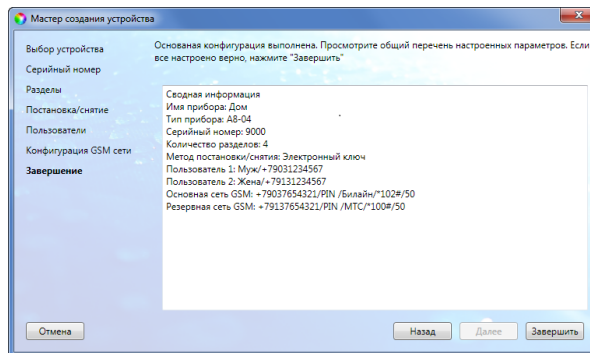 Мастер создания устройства
Выбор устройства
Серийный номер
Разделы
Постановка/снятие
Пользователи
Конфигурация GSM сети
Завершение
Основаная конфигурация выполнена. Просмотрите общий перечень настроенных параметров. Если
все настроено верно, нажмите "Завершить"
Сводная информация
Имя прибора: Дом
Тип прибора: A8-04
Серийный номер: 9000
Количество разделов: 4
Метод постановки/снятия: Электронный ключ
Пользователь 1: Муж/+79031234567
Пользователь 2: Жена/+79131234567
Основная сеть GSM: +79037654321/PIN /Билайн/*102#/50
Резервная сеть GSM: +79137654321/PIN /МТС/*100#/50
Отмена
Назад
Далее
Завершить